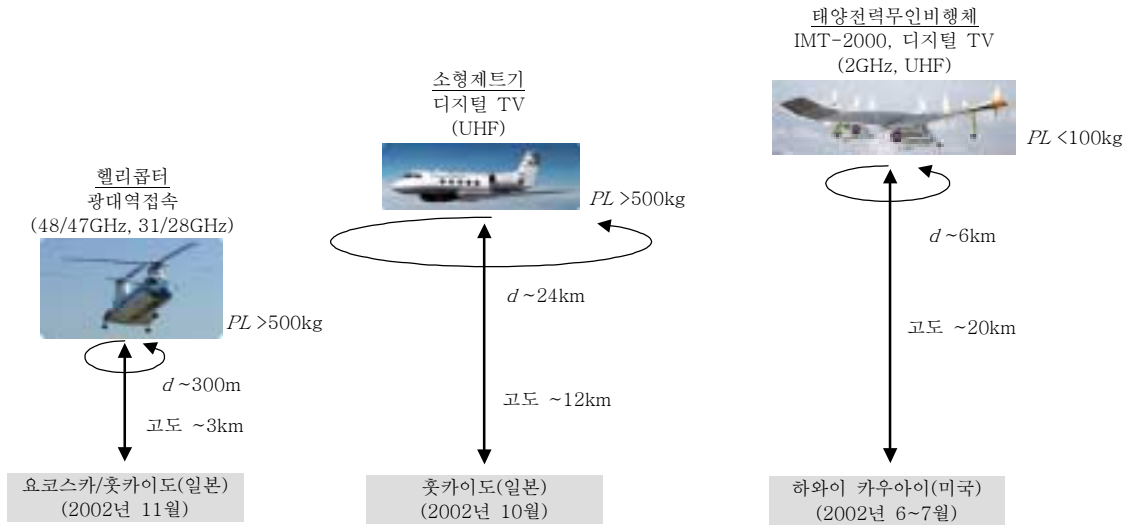 헬리콥터
광대역접속
(48/47GHz, 31/28GHz)
PL >500kg
d ~300m
고도 ~3km
요코스카/홋카이도(일본)
(2002년 11월)
소형제트기
디지털 TV
(UHF)
PL >500kg
d ~24km
고도 ~12km
홋카이도(일본)
(2002년 10월)
태양전력무인비행체
IMT-2000, 디지털 TV
(2GHz, UHF)
PL <100kg
d ~6km
고도 ~20km
하와이 카우아이(미국)
(2002년 6~7월)